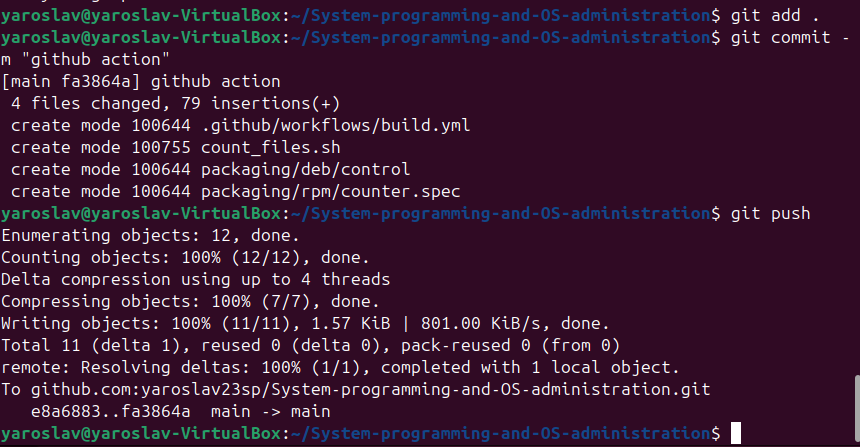 yaroslav@yaroslav-VirtualBox:~/System-programming-and-OS-administration$ git add .
yaroslav@yaroslav-VirtualBox:~/System-programming-and-OS-administration$ git commit -
m "github action"
[main fa3864a] github action
 4 files changed, 79 insertions(+)
 create mode 100644 .github/workflows/build.yml
 create mode 100755 count_files.sh
 create mode 100644 packaging/deb/control
 create mode 100644 packaging/rpm/counter.spec
yaroslav@yaroslav-VirtualBox:~/System-programming-and-OS-administration$ git push
Enumerating objects: 12, done.
Counting objects: 100% (12/12), done.
Delta compression using up to 4 threads
Compressing objects: 100% (7/7), done.
Writing objects: 100% (11/11), 1.57 KiB | 801.00 KiB/s, done.
Total 11 (delta 1), reused 0 (delta 0), pack-reused 0 (from 0)
remote: Resolving deltas: 100% (1/1), completed with 1 local object.
To github.com:yaroslav23sp/System-programming-and-OS-administration.git
   e8a6883..fa3864a  main -> main
yaroslav@yaroslav-VirtualBox:~/System-programming-and-OS-administration$